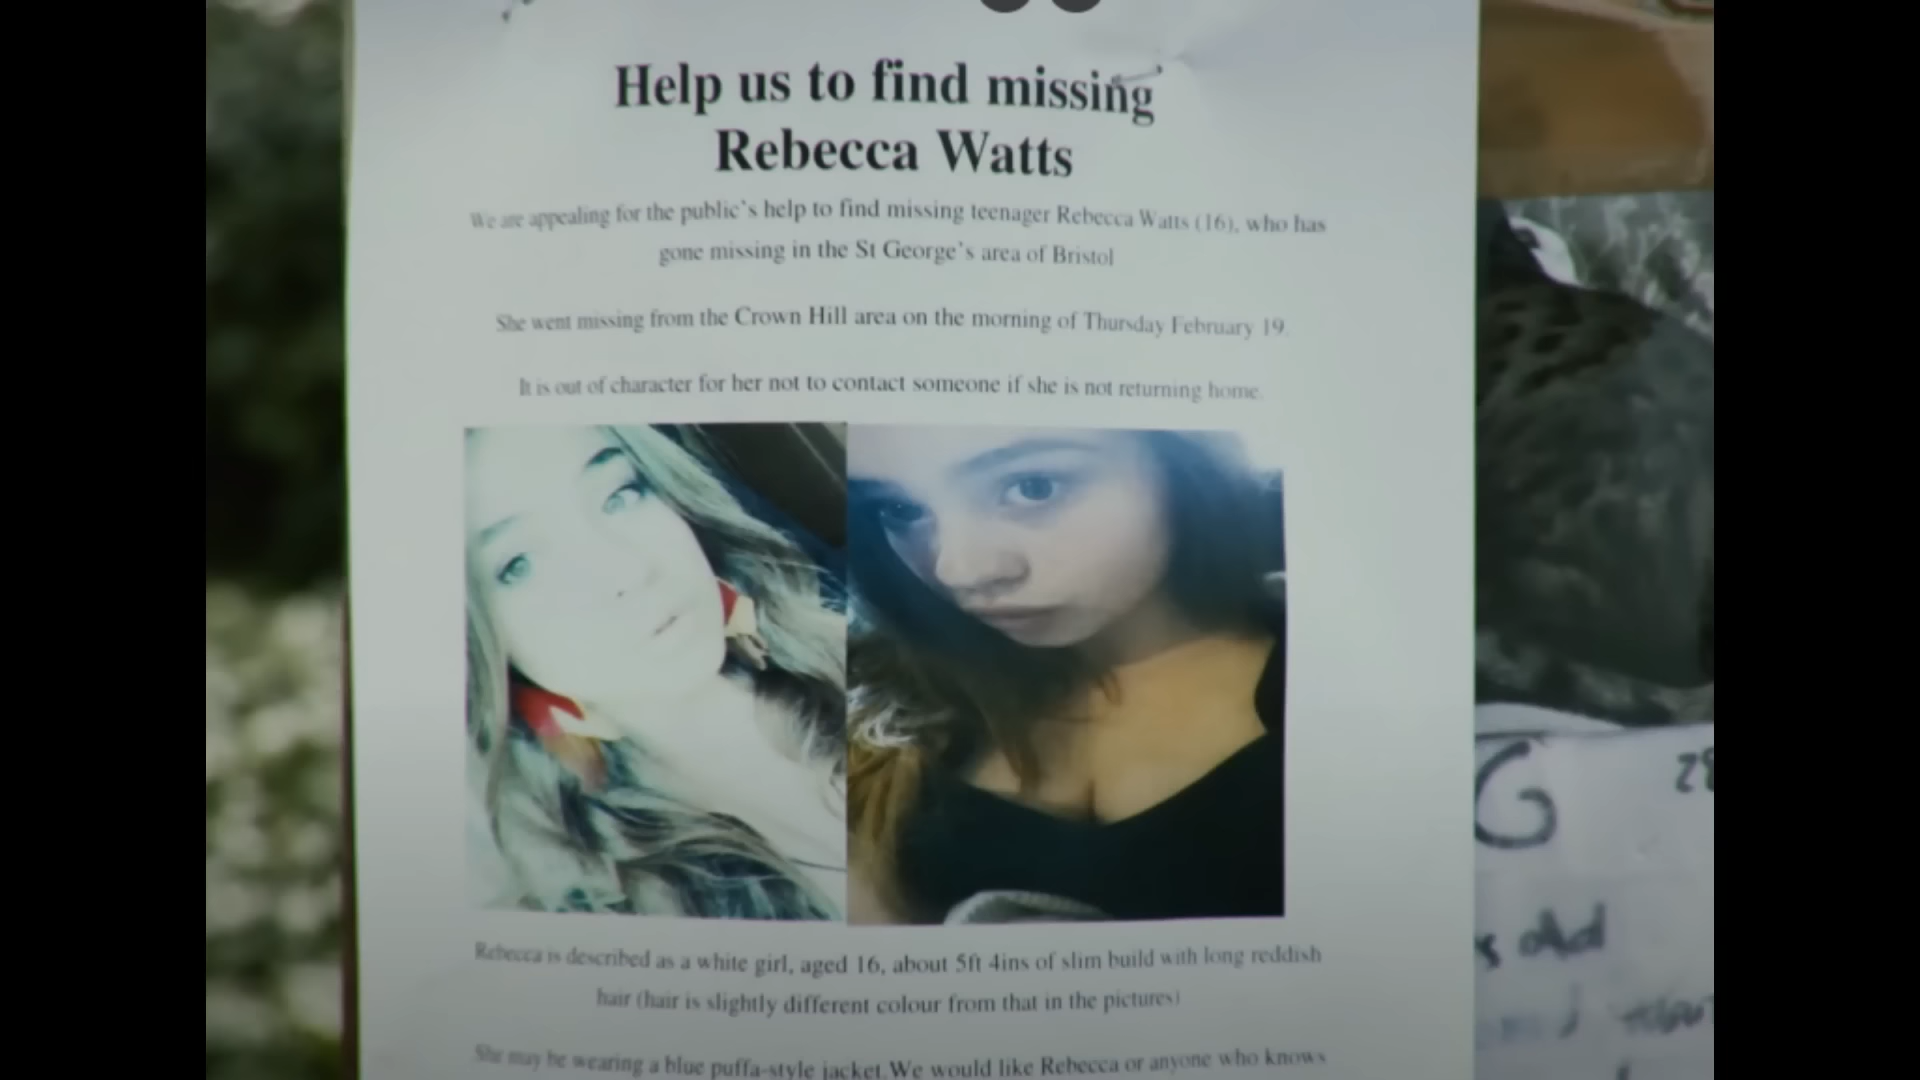 Help us to find missing
Rebecca Watts
We are appealing for the public's help to find missing teenager Rebecca Watts (16), who has
gone missing in the St George's area of Bristol
She went missing from the Crown Hill area on the morning of Thursday February 19.
It is out of character for her not to contact someone if she is not returning home.
Rebecca is described as a white girl, aged 16, about 5ft 4ins of slim build with long reddish
hair (hair is slightly different colour from that in the pictures)
She may be wearing a blue puffa-style jacket.We would like Rebecca or anyone who knows
old